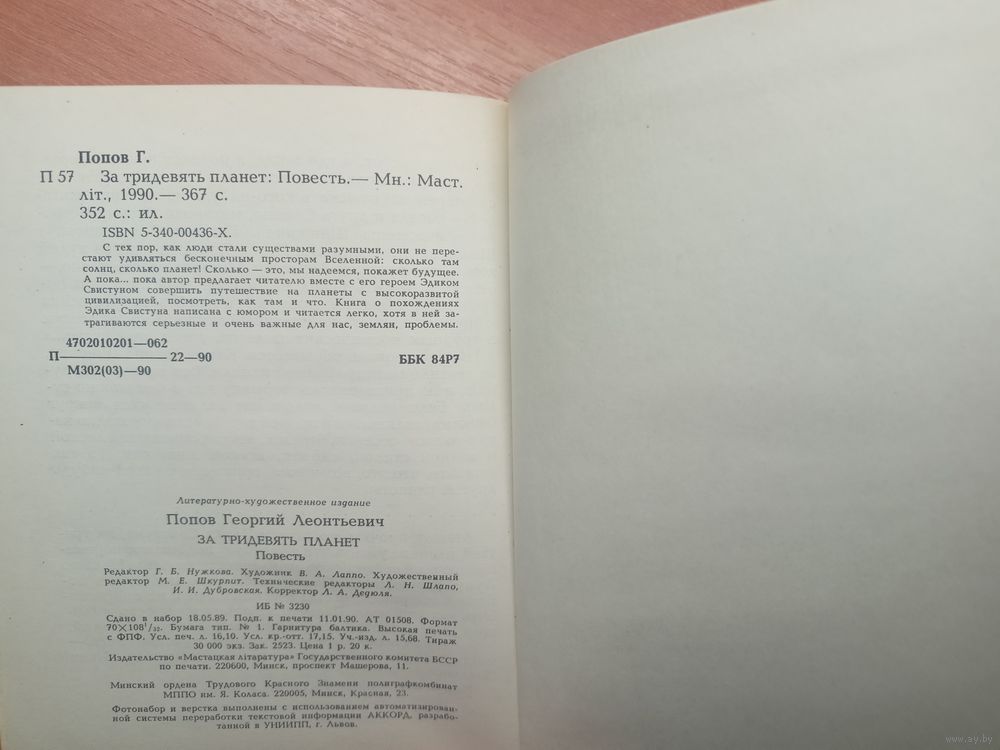 Попов Г.
П 57 За тридевять планет: Повесть.— Мн.: Маст.
літ., 1990.— 367 с.
352 с.: ил.
ISBN 5-340-00436-X.
С тех пор, как люди стали существами разумными, они не пере-
стают удивляться бесконечным просторам Вселенной: сколько там
солнц, сколько планет! Сколько — это, мы надеемся, покажет будущее.
А пока... пока автор предлагает читателю вместе с его героем Эдиком
Свистуном совершить путешествие на планеты с высокоразвитой
цивилизацией, посмотреть, как там и что. Книга о похождениях
Эдика Свистуна написана с юмором и читается легко, хотя в ней за-
трагиваются серьезные и очень важные для нас, землян, проблемы.
4702010201—062
П——————— 22—90
М302(03)—90
ББК 84Р7
Литературно-художественное издание
Попов Георгий Леонтьевич
ЗА ТРИДЕВЯТЬ ПЛАНЕТ
Повесть
Редактор Г. Б. Нужкова. Художник В. А. Лаппо. Художественный
редактор М. Е. Шкурпит. Технические редакторы Л. Н. Шлапо,
И. И. Дубровская. Корректор Л. А. Дедюля.
ИБ № 3230
Сдано в набор 18.05.89. Подп. к печати 11.01.90. АТ 01508. Формат
70×108¹/₃₂. Бумага тип. № 1. Гарнитура балтика. Высокая печать
с ФПФ. Усл. печ. л. 16,10. Усл. кр.-отт. 17,15. Уч.-изд. л. 15,68. Тираж
30 000 экз. Зак. 2523. Цена 1 р. 20 к.
Издательство «Мастацкая літаратура» Государственного комитета БССР
по печати. 220600, Минск, проспект Машерова, 11.
Минский ордена Трудового Красного Знамени полиграфкомбинат
МППО им. Я. Коласа. 220005, Минск, Красная, 23.
Фотонабор и верстка выполнены с использованием автоматизирован-
ной системы переработки текстовой информации АККОРД, разрабо-
танной в УНИИПП, г. Львов.
www.ay.by